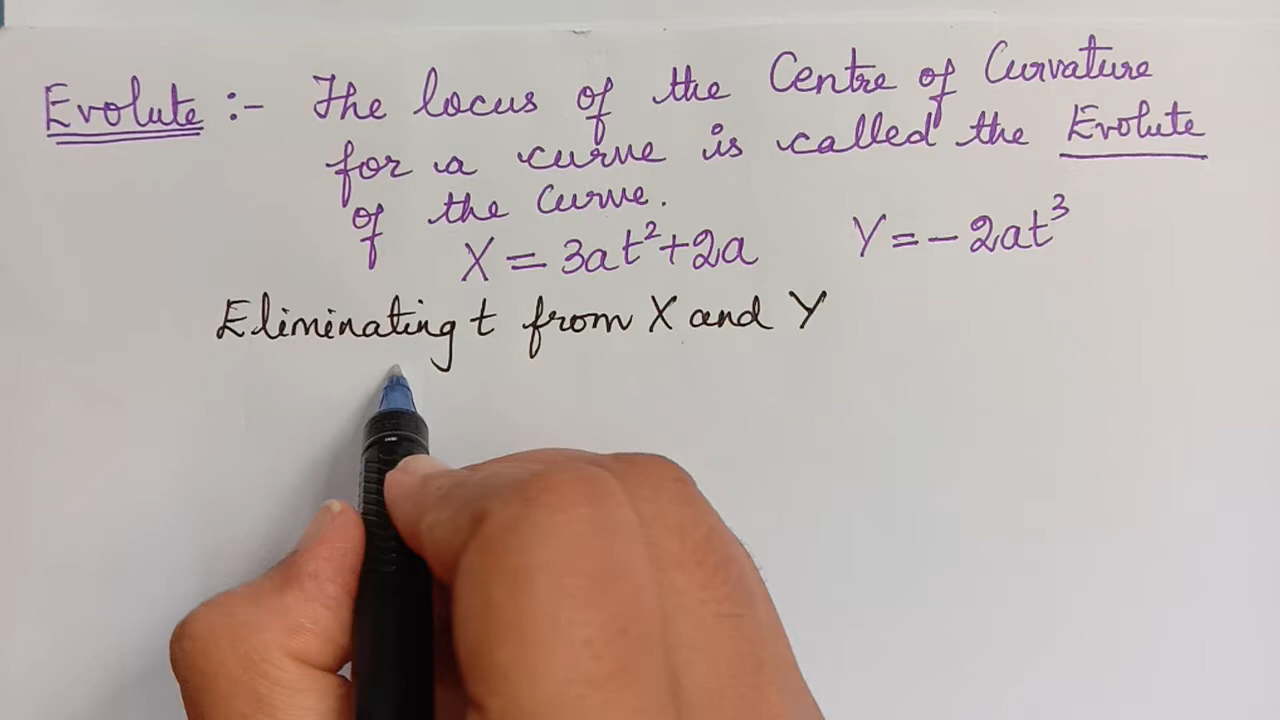 Evolute :- The locus of the Centre of Curvature
for a curve is called the Evolute
of the Curve.
X = 3at²+2a Y = -2at³
Eliminating t from X and Y